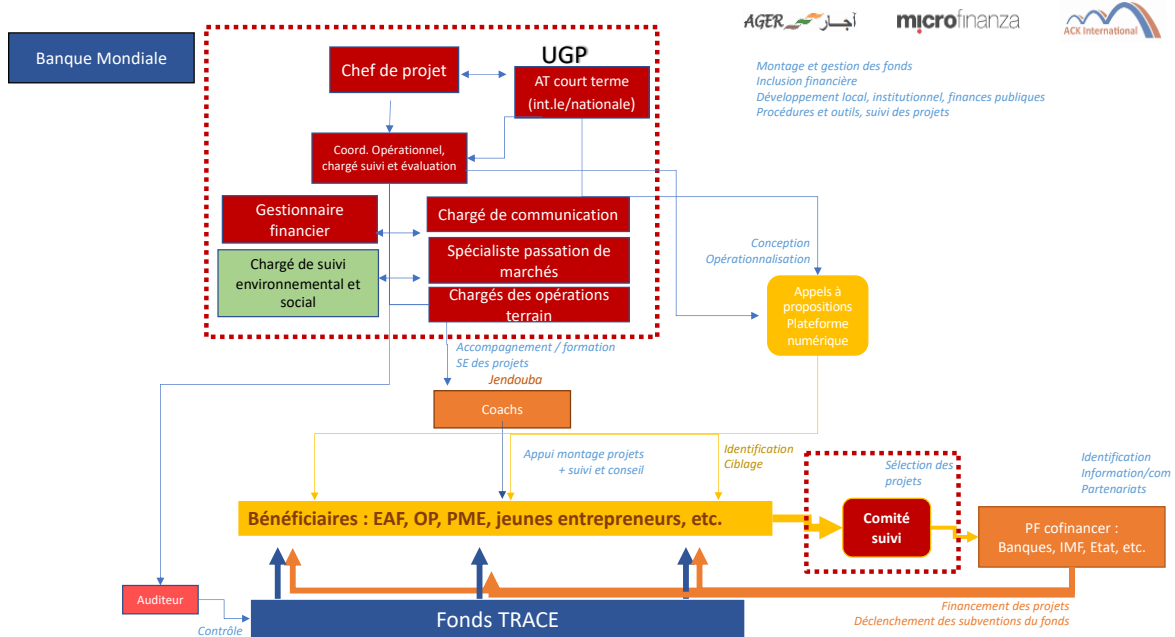 AGER آجار
microfinanza
ACK International
Banque Mondiale
UGP
Chef de projet
AT court terme
(int.le/nationale)
Montage et gestion des fonds
Inclusion financière
Développement local, institutionnel, finances publiques
Procédures et outils, suivi des projets
Coord. Opérationnel,
chargé suivi et évaluation
Gestionnaire
financier
Chargé de communication
Spécialiste passation de
marchés
Chargé de suivi
environnemental et
social
Chargés des opérations
terrain
Conception
Opérationnalisation
Appels à
propositions
Plateforme
numérique
Accompagnement / formation
SE des projets
Jendouba
Coachs
Appui montage projets
+ suivi et conseil
Identification
Ciblage
Sélection des
projets
Identification
Information/com
Partenariats
Bénéficiaires : EAF, OP, PME, jeunes entrepreneurs, etc.
Comité
suivi
PF cofinancer :
Banques, IMF, Etat, etc.
Auditeur
Contrôle
Fonds TRACE
Financement des projets
Déclenchement des subventions du fonds